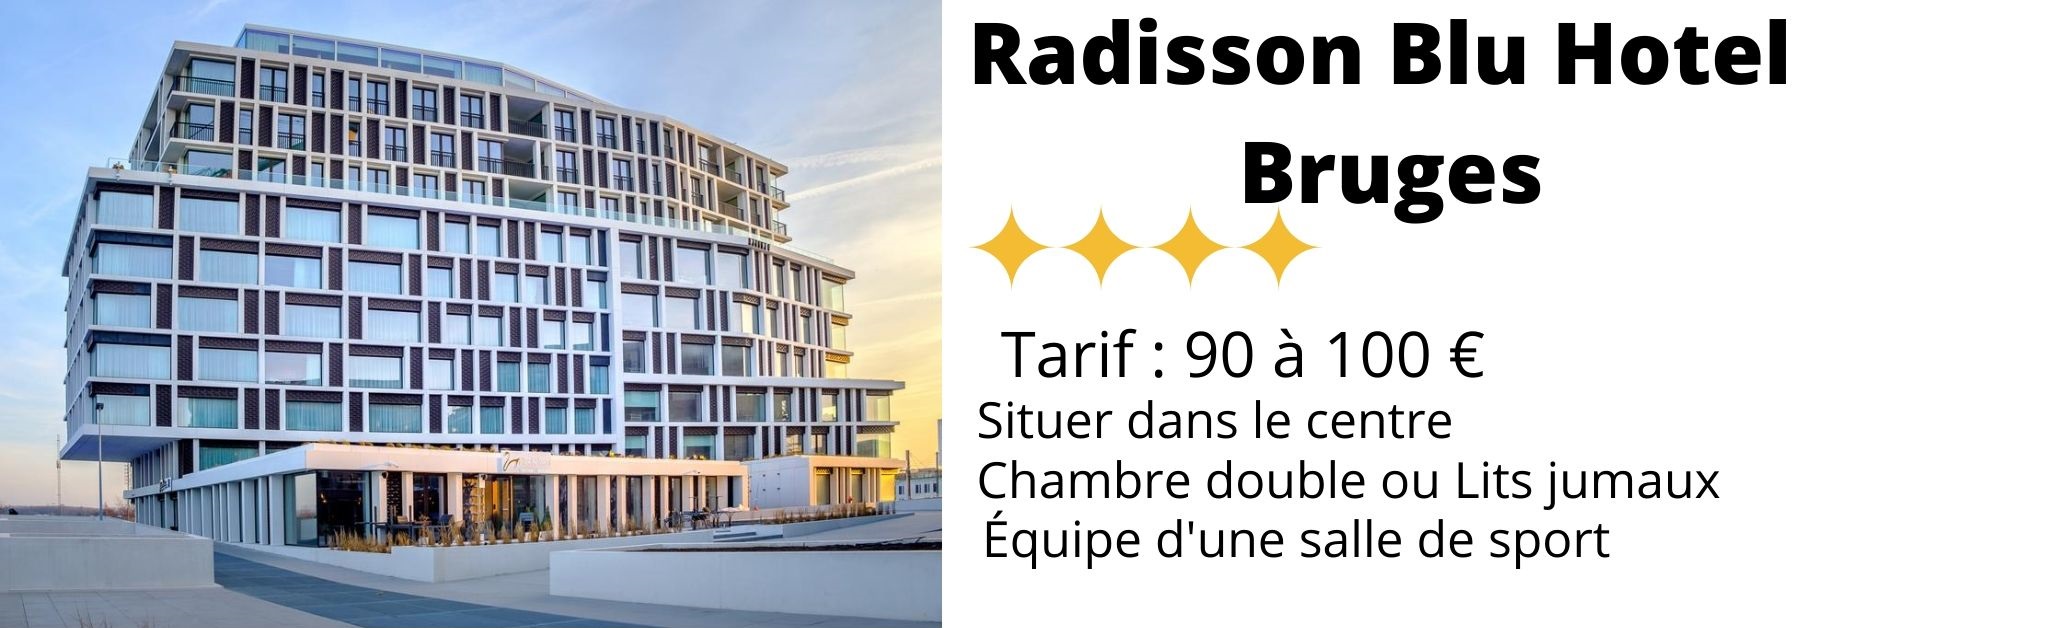 Radisson Blu Hotel
Bruges
Tarif : 90 à 100 €
Situer dans le centre
Chambre double ou Lits jumaux
Équipe d'une salle de sport